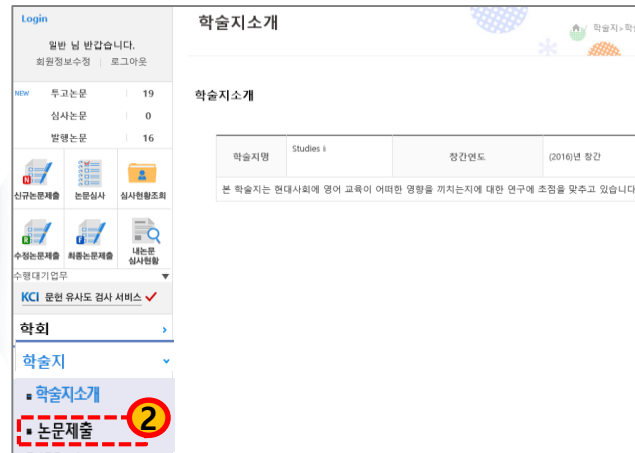 Login
일반 님 반갑습니다.
회원정보수정 | 로그아웃
NEW 투고논문 | 19
심사논문 | 0
발행논문 | 16
신규논문제출 논문심사 심사현황조회
수정논문제출 최종논문제출 내논문
심사현황
수행대기업무 ▼
KCI 문헌 유사도 검사 서비스
학회
학술지
학술지소개
논문제출
2
학술지소개
학술지>학술
학술지소개
학술지명 Studies i 창간연도 (2016)년 창간
본 학술지는 현대사회에 영어 교육이 어떠한 영향을 끼치는지에 대한 연구에 초점을 맞추고 있습니다